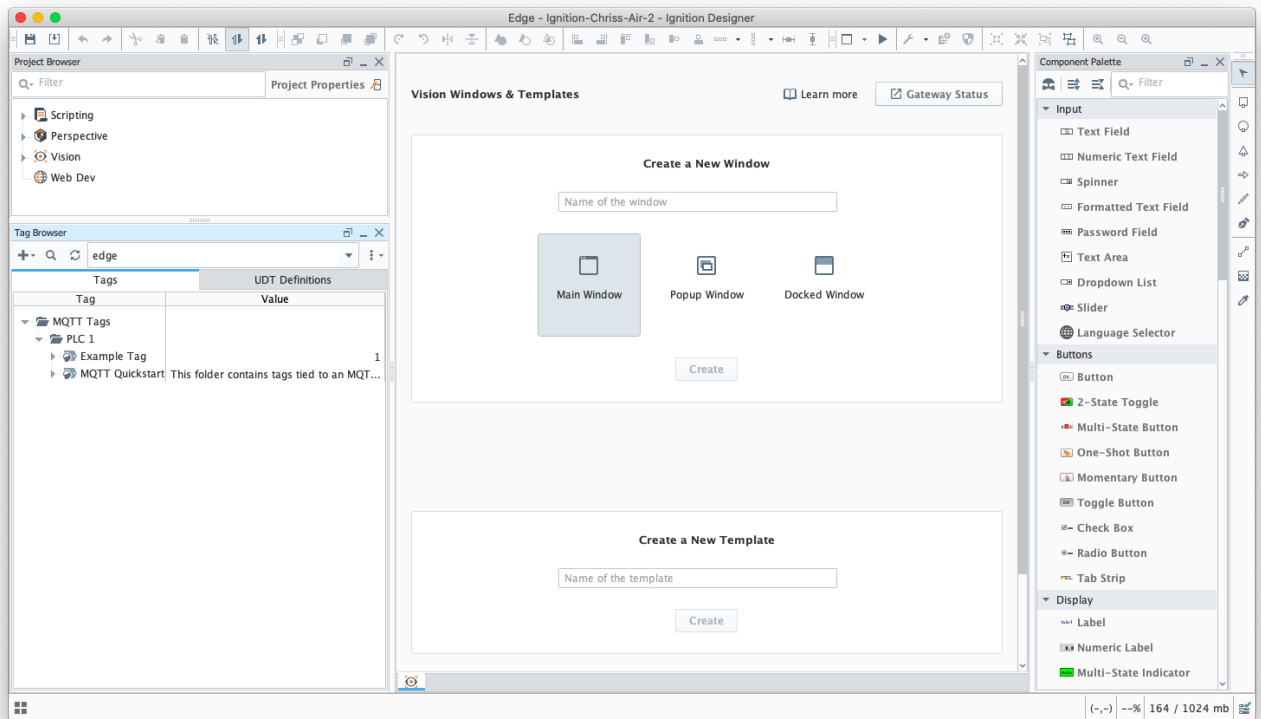 Edge - Ignition-Chriss-Air-2 - Ignition Designer
Project Browser
Filter
Project Properties
Scripting
Perspective
Vision
Web Dev
Tag Browser
edge
Tags
UDT Definitions
Tag
Value
MQTT Tags
PLC 1
Example Tag
1
MQTT Quickstart
This folder contains tags tied to an MQT...
Vision Windows & Templates
Learn more
Gateway Status
Create a New Window
Name of the window
Main Window
Popup Window
Docked Window
Create
Create a New Template
Name of the template
Create
Component Palette
Filter
Input
Text Field
Numeric Text Field
Spinner
Formatted Text Field
Password Field
Text Area
Dropdown List
Slider
Language Selector
Buttons
Button
2-State Toggle
Multi-State Button
One-Shot Button
Momentary Button
Toggle Button
Check Box
Radio Button
Tab Strip
Display
Label
Numeric Label
Multi-State Indicator
(-,-)
--%
164 / 1024 mb